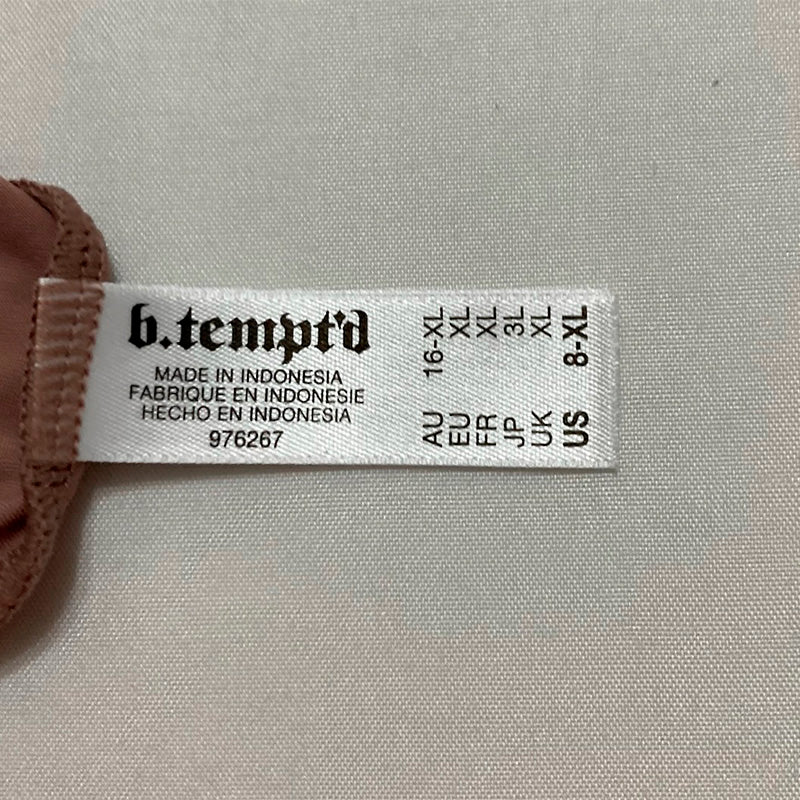 b.tempt'd
MADE IN INDONESIA
FABRIQUE EN INDONESIE
HECHO EN INDONESIA
976267
AU 16-XL
EU XL
FR XL
JP 3L
UK XL
US 8-XL